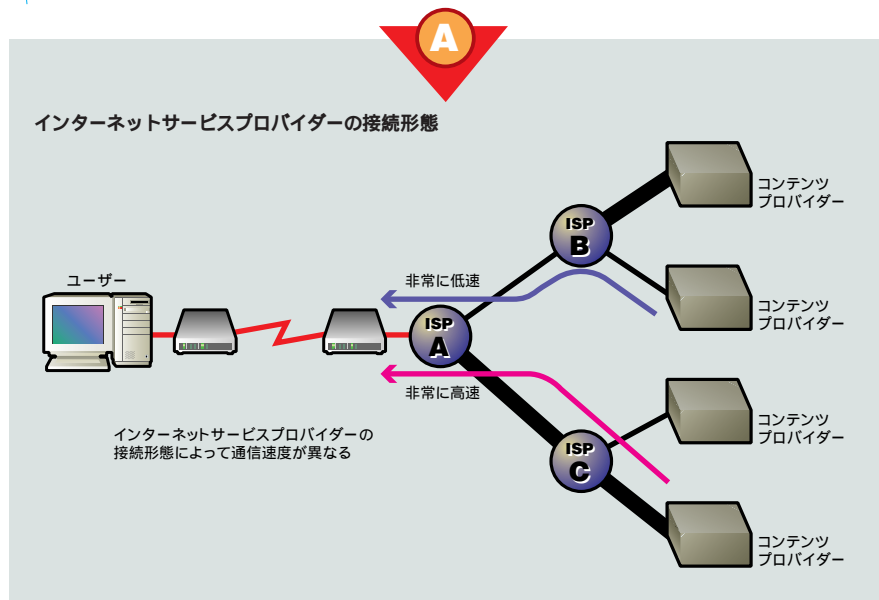 A
インターネットサービスプロバイダーの接続形態
コンテンツ
プロバイダー
ISP
B
ユーザー
非常に低速
コンテンツ
プロバイダー
ISP
A
非常に高速
コンテンツ
プロバイダー
インターネットサービスプロバイダーの
接続形態によって通信速度が異なる
ISP
C
コンテンツ
プロバイダー